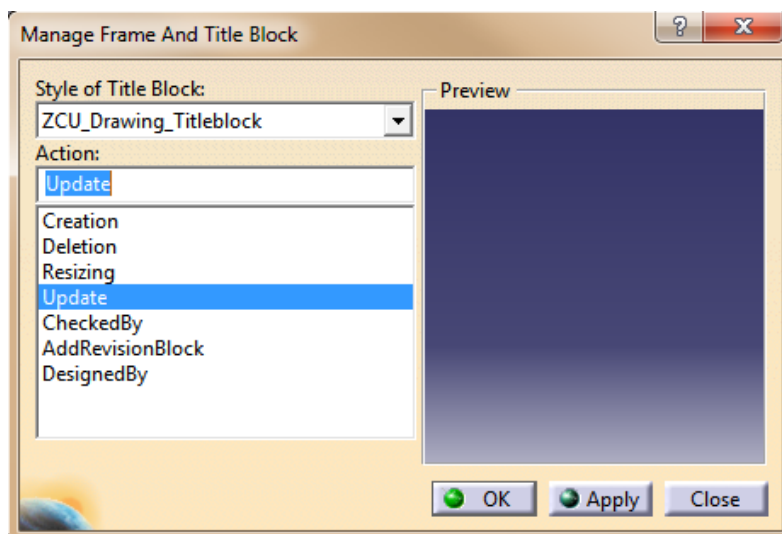 Manage Frame And Title Block
Style of Title Block:
ZCU_Drawing_Titleblock
Action:
Update
Creation
Deletion
Resizing
Update
CheckedBy
AddRevisionBlock
DesignedBy
Preview
OK
Apply
Close